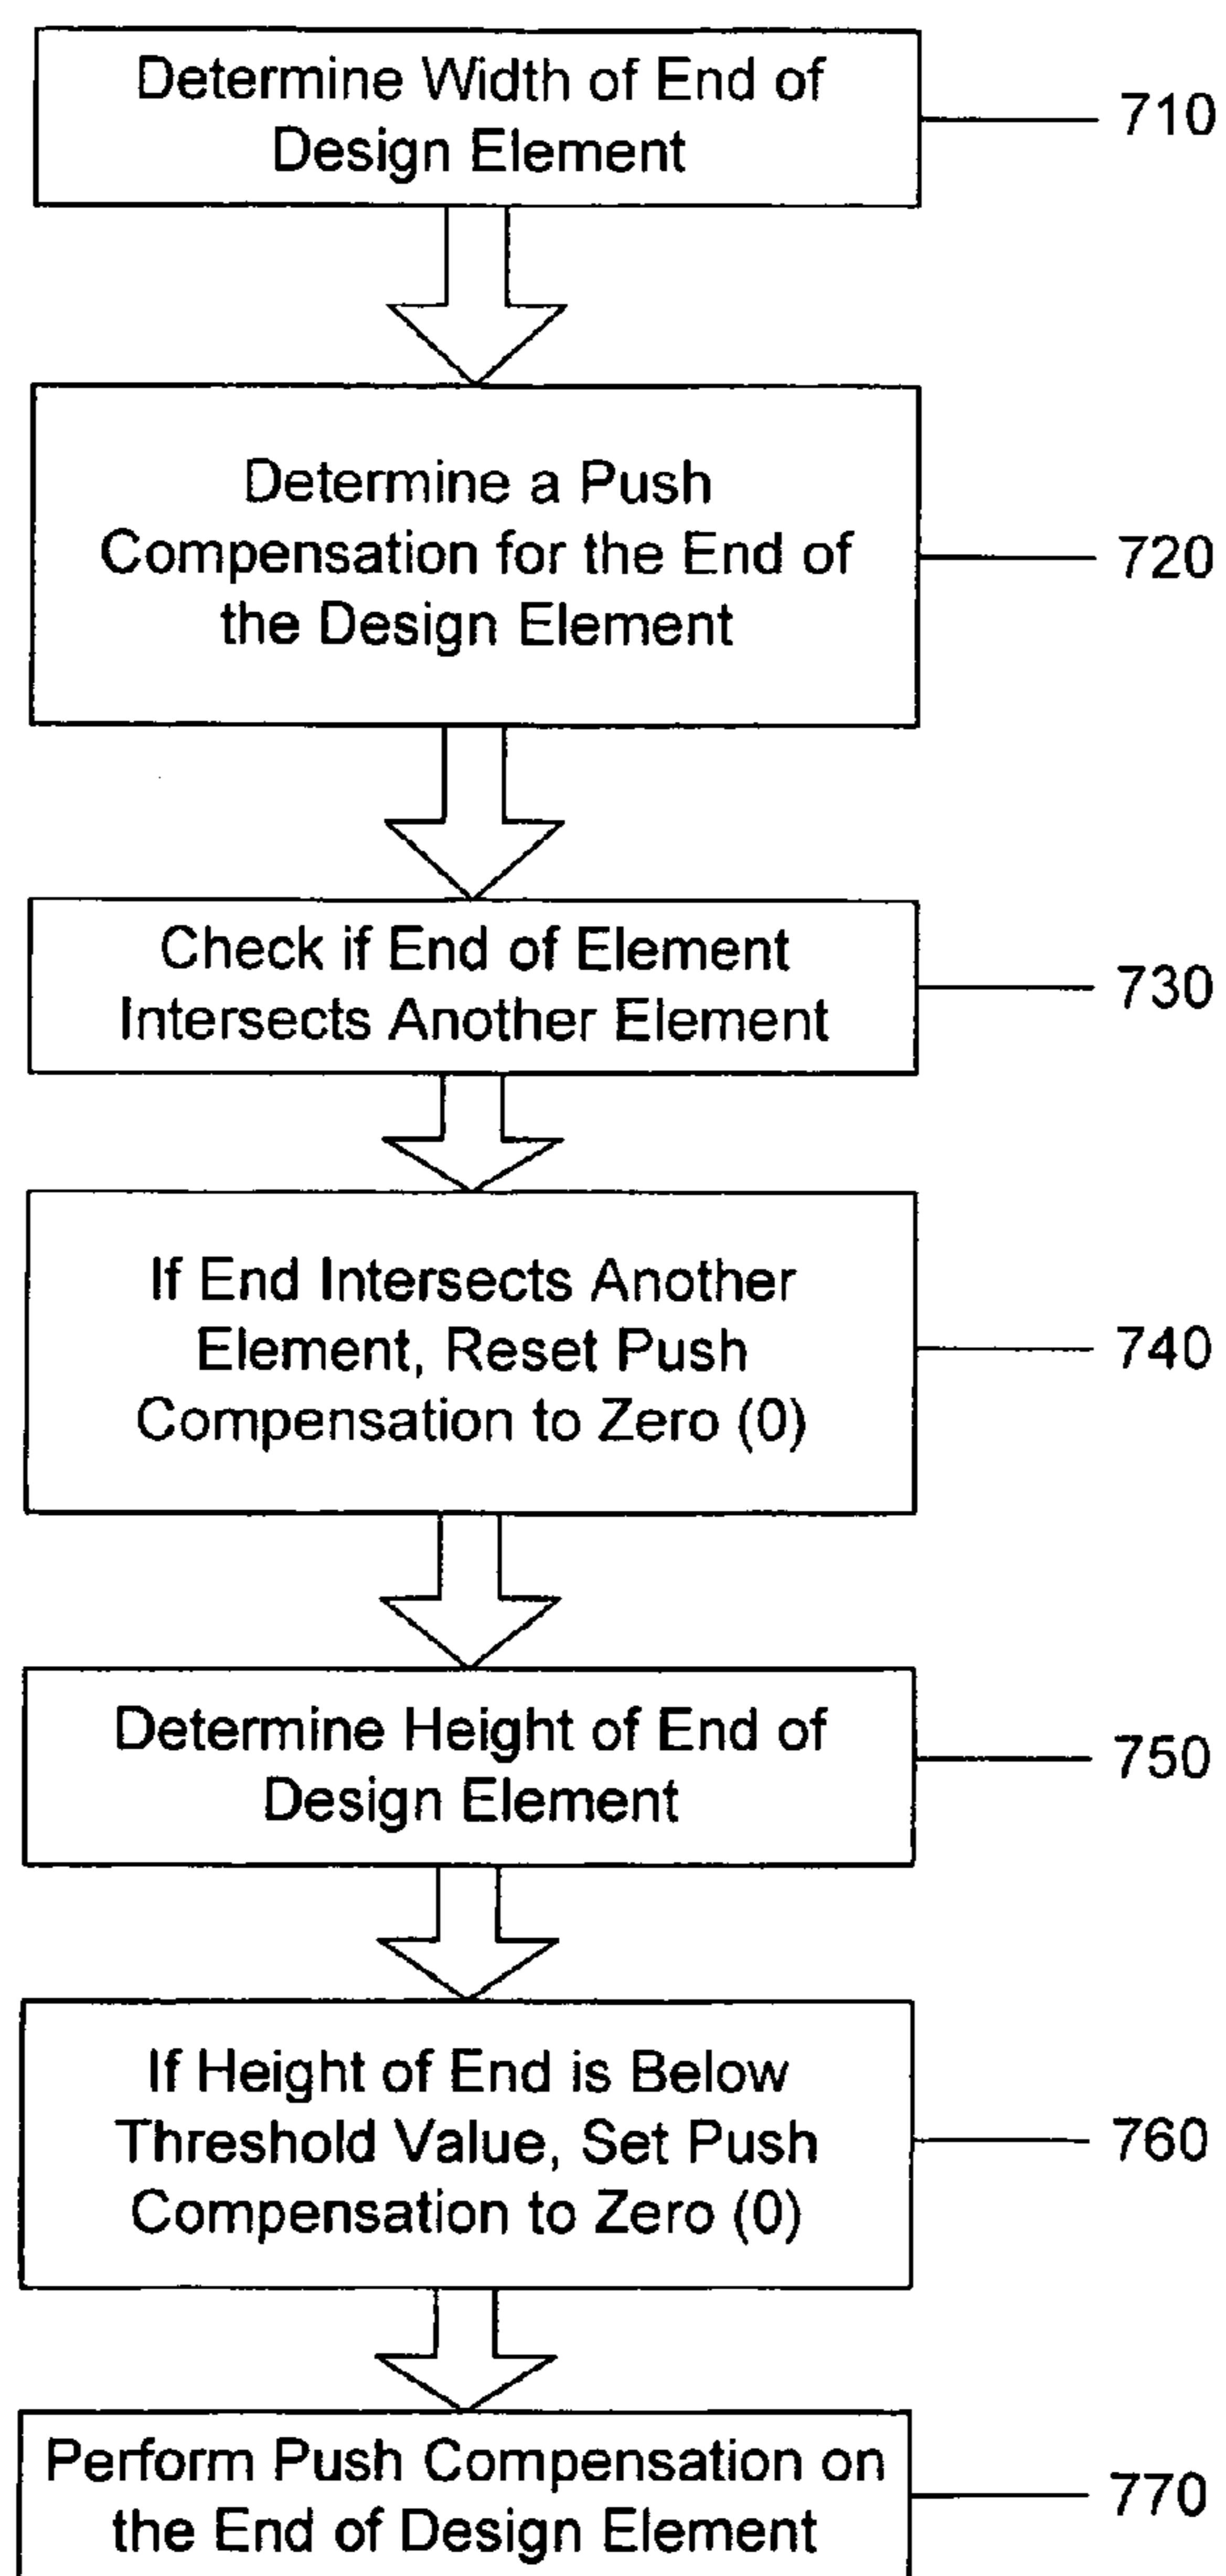 Determine Width of End of
Design Element
710
Determine a Push
Compensation for the End of
the Design Element
720
Check if End of Element
Intersects Another Element
730
If End Intersects Another
Element, Reset Push
Compensation to Zero (0)
740
Determine Height of End of
Design Element
750
If Height of End is Below
Threshold Value, Set Push
Compensation to Zero (0)
760
Perform Push Compensation on
the End of Design Element
770